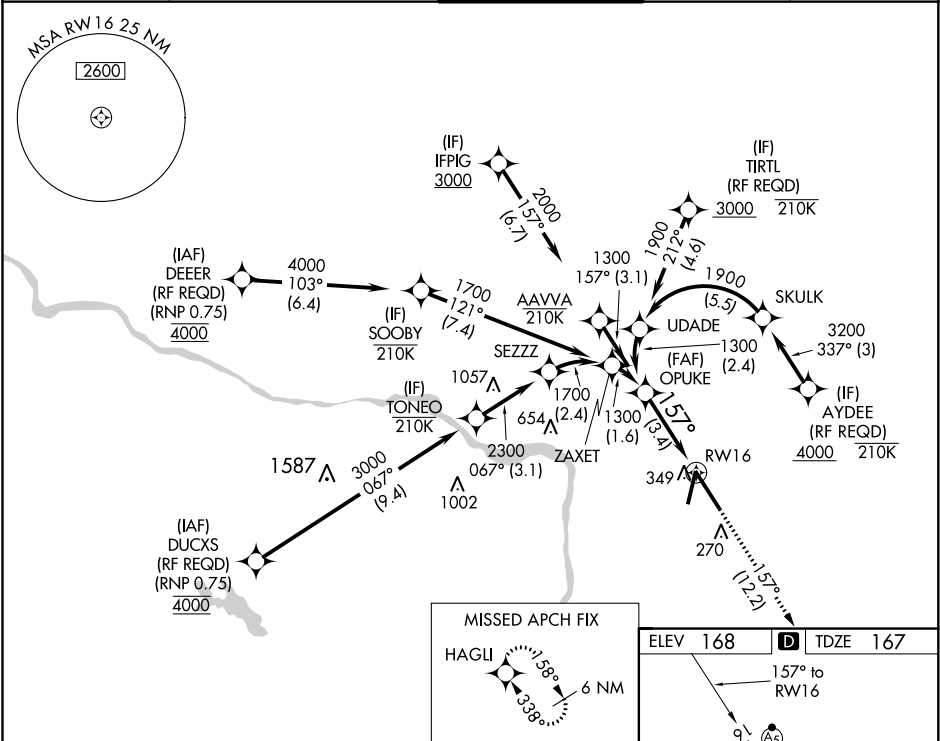 MSA RW16 25 NM
2600
(IF)
IFPIG
3000
2000
157°
(6.7)
(IF)
TIRTL
(RF REQD)
3000
210K
1900
212°
(4.6)
(IAF)
DEEER
(RF REQD)
(RNP 0.75)
4000
4000
103°
(6.4)
(IF)
SOOBY
210K
1700
121°
(7.4)
1300
157° (3.1)
AAVVA
210K
1900
(5.5)
SKULK
UDADE
3200
337° (3)
(IF)
AYDEE
(RF REQD)
4000
210K
1300
(2.4)
(FAF)
OPUKE
SEZZZ
1057
1700
(2.4)
654
ZAXET
1300
(1.6)
157°
(3.4)
RW16
349
(IF)
TONEO
210K
2300
067° (3.1)
1587
3000
067°
(9.4)
1002
270
(IAF)
DUCXS
(RF REQD)
(RNP 0.75)
4000
157°
(12.2)
MISSED APCH FIX
HAGLI
158°
338°
6 NM
ELEV 168
D
TDZE 167
157° to
RW16
16
A5